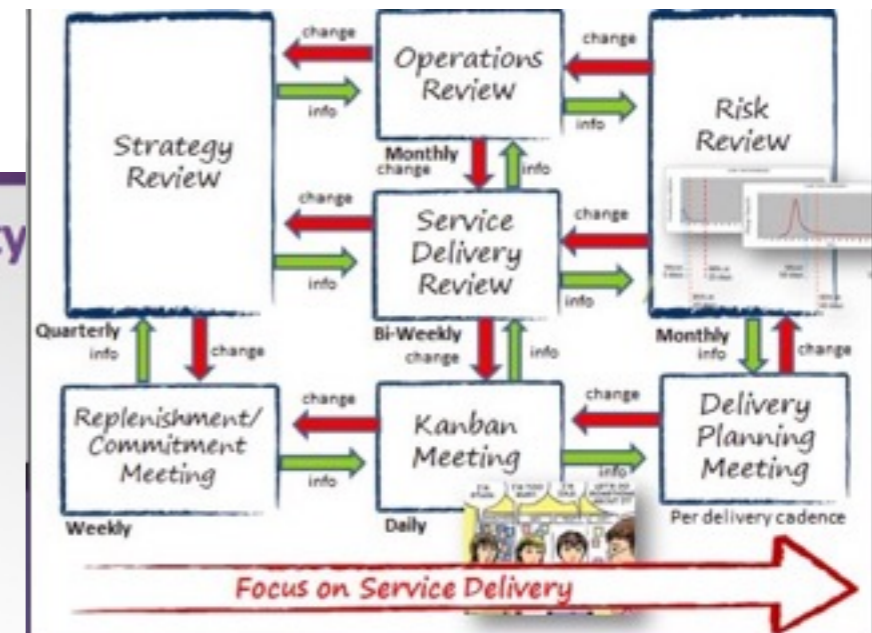 change
Operations
Review
change
info
info
Strategy
Review
Risk
Review
Monthly
change
info
change
Service
Delivery
Review
change
info
info
Quarterly
info
change
Bi-Weekly
change
info
Monthly
info
change
Replenishment/
Commitment
Meeting
change
info
Kanban
Meeting
change
info
Delivery
Planning
Meeting
Weekly
Daily
Per delivery cadence
Focus on Service Delivery